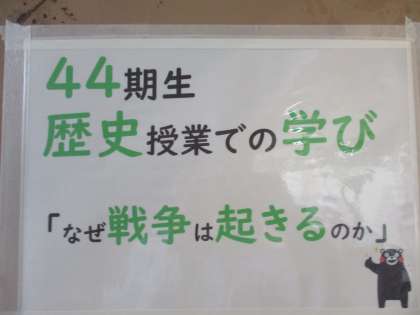 44期生
歴史授業での学び
「なぜ戦争は起きるのか」